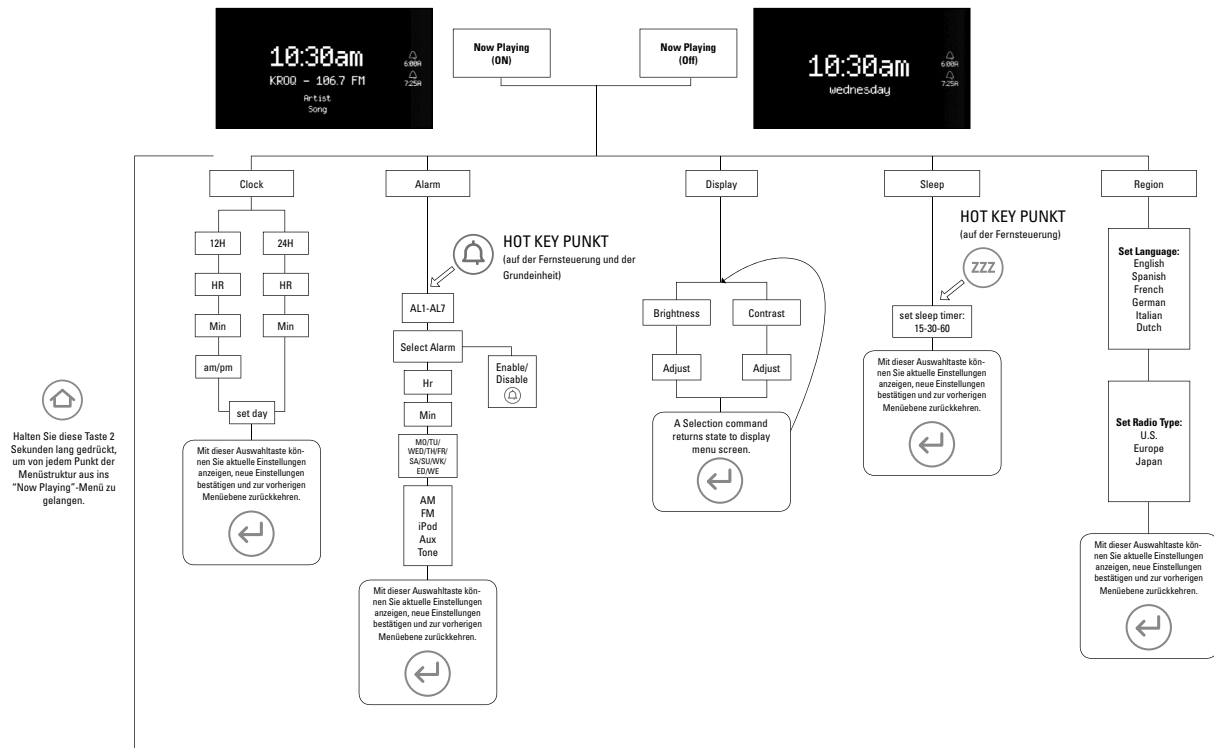 10:30am
KROQ – 106.7 FM
Artist
Song
6:00A
7:25A
Now Playing
(ON)
Now Playing
(Off)
10:30am
wednesday
6:00A
7:25A
Clock
Alarm
Display
Sleep
Region
12H
24H
HR
HR
Min
Min
am/pm
set day
Mit dieser Auswahltaste kön-
nen Sie aktuelle Einstellungen
anzeigen, neue Einstellungen
bestätigen und zur vorherigen
Menüebene zurückkehren.
Halten Sie diese Taste 2
Sekunden lang gedrückt,
um von jedem Punkt der
Menüstruktur aus ins
"Now Playing"-Menü zu
gelangen.
HOT KEY PUNKT
(auf der Fernsteuerung und der
Grundeinheit)
AL1-AL7
Select Alarm
Enable/
Disable
Hr
Min
MO/TU/
WED/TH/FR/
SA/SU/WK/
ED/WE
AM
FM
iPod
Aux
Tone
Mit dieser Auswahltaste kön-
nen Sie aktuelle Einstellungen
anzeigen, neue Einstellungen
bestätigen und zur vorherigen
Menüebene zurückkehren.
Brightness
Contrast
Adjust
Adjust
A Selection command
returns state to display
menu screen.
HOT KEY PUNKT
(auf der Fernsteuerung)
ZZZ
set sleep timer:
15-30-60
Mit dieser Auswahltaste kön-
nen Sie aktuelle Einstellungen
anzeigen, neue Einstellungen
bestätigen und zur vorherigen
Menüebene zurückkehren.
Set Language:
English
Spanish
French
German
Italian
Dutch
Set Radio Type:
U.S.
Europe
Japan
Mit dieser Auswahltaste kön-
nen Sie aktuelle Einstellungen
anzeigen, neue Einstellungen
bestätigen und zur vorherigen
Menüebene zurückkehren.